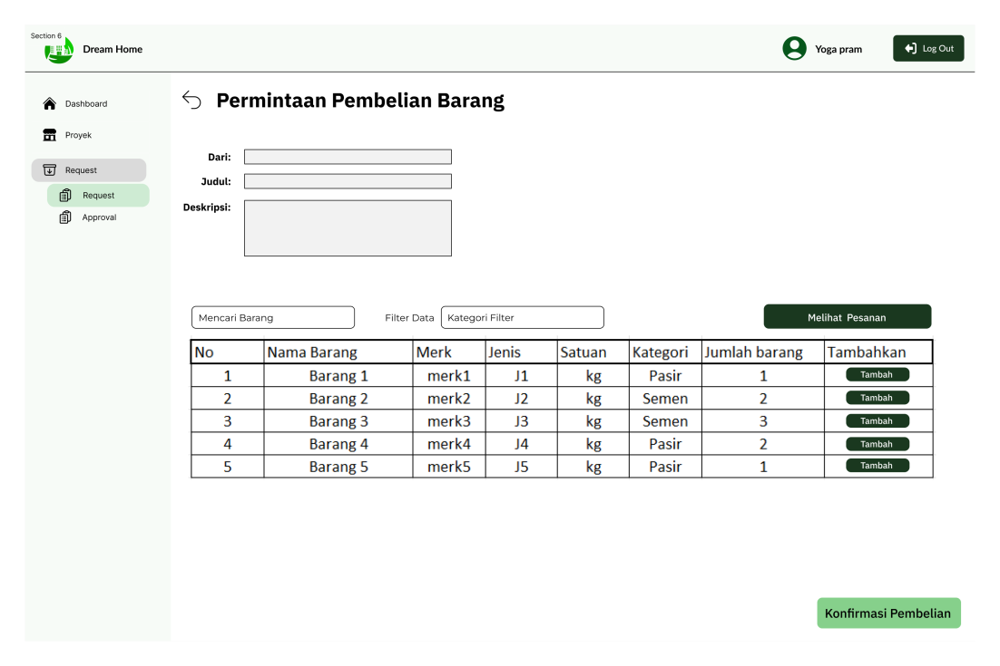 Section 6
Dream Home
Yoga pram
Log Out
Dashboard
Proyek
Request
Request
Approval
Permintaan Pembelian Barang
Dari:
Judul:
Deskripsi:
Mencari Barang
Filter Data
Kategori Filter
Melihat Pesanan
No Nama Barang Merk Jenis Satuan Kategori Jumlah barang Tambahkan
1 Barang 1 merk1 J1 kg Pasir 1 Tambah
2 Barang 2 merk2 J2 kg Semen 2 Tambah
3 Barang 3 merk3 J3 kg Semen 3 Tambah
4 Barang 4 merk4 J4 kg Pasir 2 Tambah
5 Barang 5 merk5 J5 kg Pasir 1 Tambah
Konfirmasi Pembelian